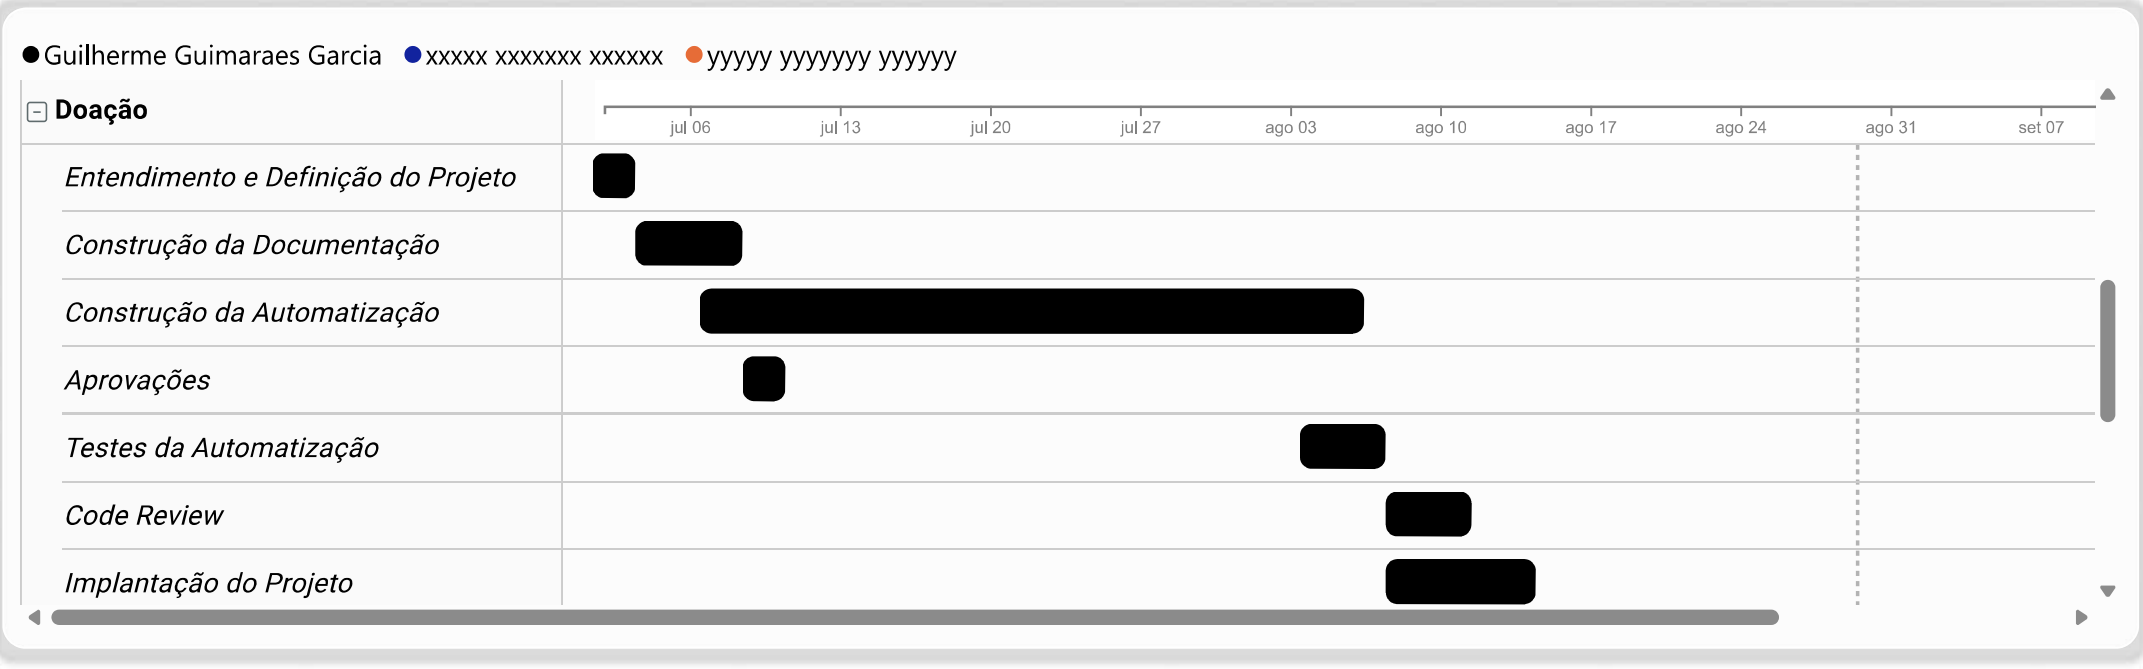 Guilherme Guimaraes Garcia xxxxx xxxxxxx xxxxxx yyyyy yyyyyyy yyyyyy
Doação
jul 06 jul 13 jul 20 jul 27 ago 03 ago 10 ago 17 ago 24 ago 31 set 07
Entendimento e Definição do Projeto
Construção da Documentação
Construção da Automatização
Aprovações
Testes da Automatização
Code Review
Implantação do Projeto